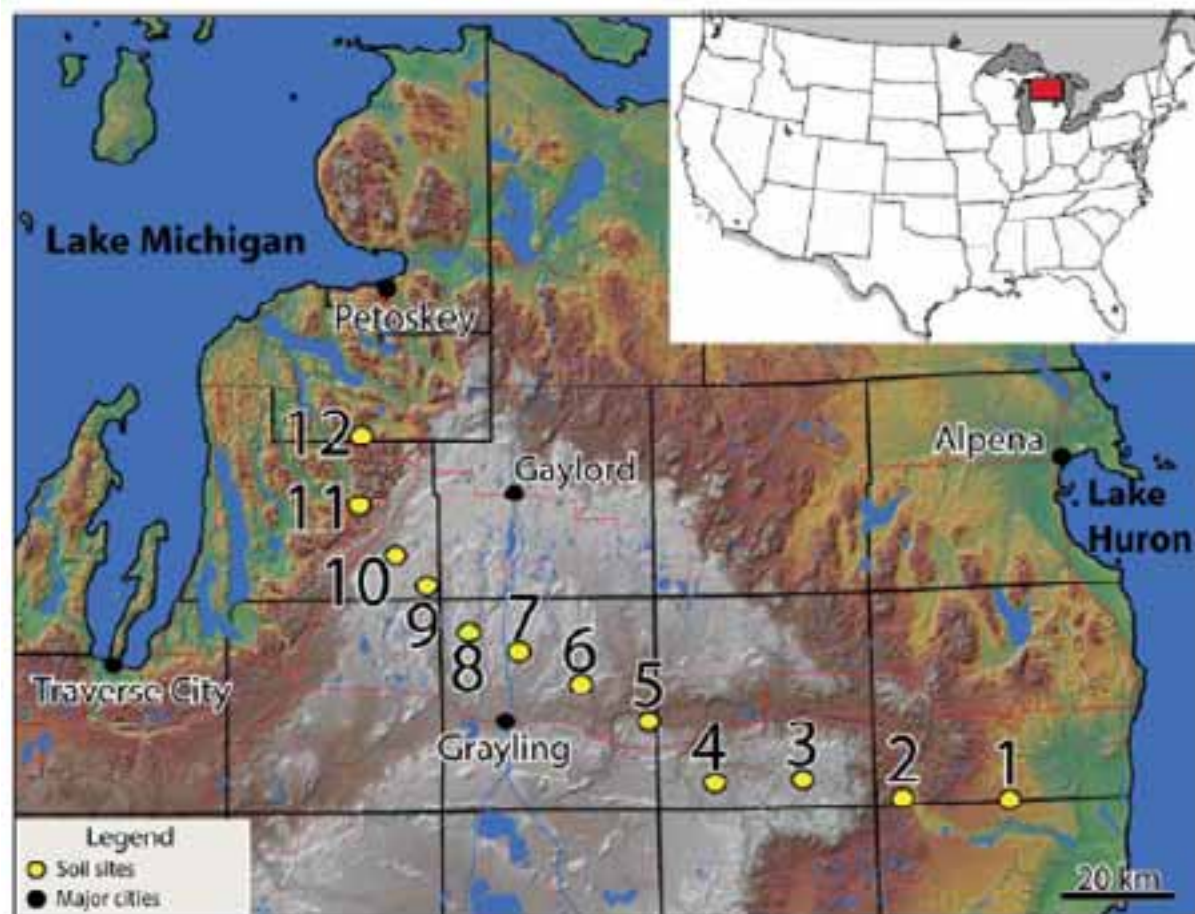 Lake Michigan
Petoskey
12
Gaylord
Alpena
11
Lake
Huron
10
9
8
7
6
5
Traverse City
Grayling
4
3
2
1
Legend
Soil sites
Major cities
20 km